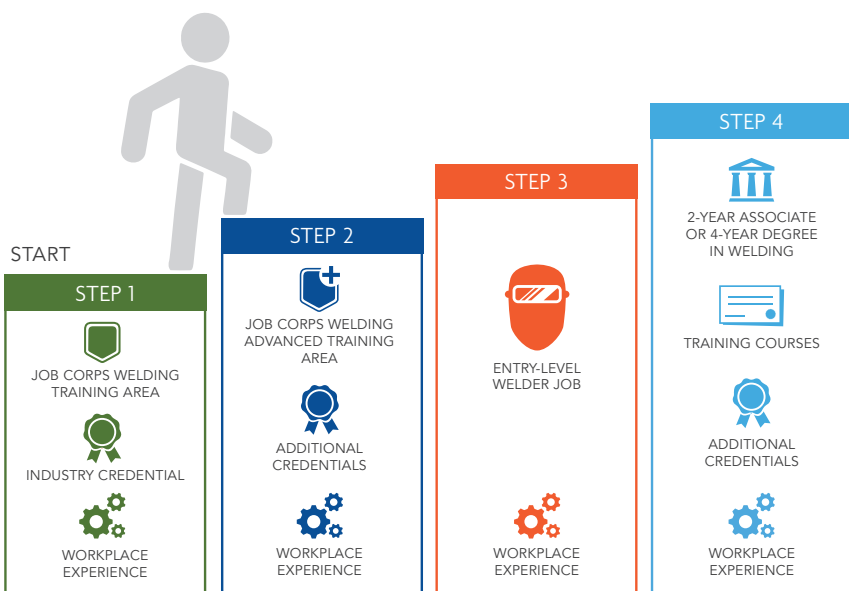 START
STEP 1
JOB CORPS WELDING
TRAINING AREA
INDUSTRY CREDENTIAL
WORKPLACE
EXPERIENCE
STEP 2
JOB CORPS WELDING
ADVANCED TRAINING
AREA
ADDITIONAL
CREDENTIALS
WORKPLACE
EXPERIENCE
STEP 3
ENTRY-LEVEL
WELDER JOB
WORKPLACE
EXPERIENCE
STEP 4
2-YEAR ASSOCIATE
OR 4-YEAR DEGREE
IN WELDING
TRAINING COURSES
ADDITIONAL
CREDENTIALS
WORKPLACE
EXPERIENCE